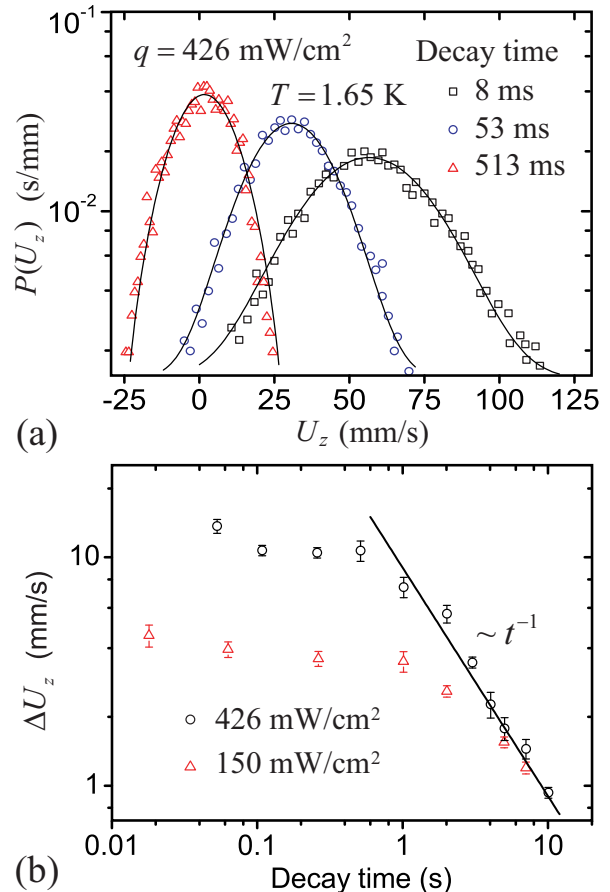 10⁻¹
q = 426 mW/cm²
Decay time
T = 1.65 K
8 ms
53 ms
513 ms
10⁻²
P(U_z) (s/mm)
-25 0 25 50 75 100 125
(a)
U_z (mm/s)
10
ΔU_z (mm/s)
~ t⁻¹
426 mW/cm²
150 mW/cm²
1
0.01 0.1 1 10
(b)
Decay time (s)